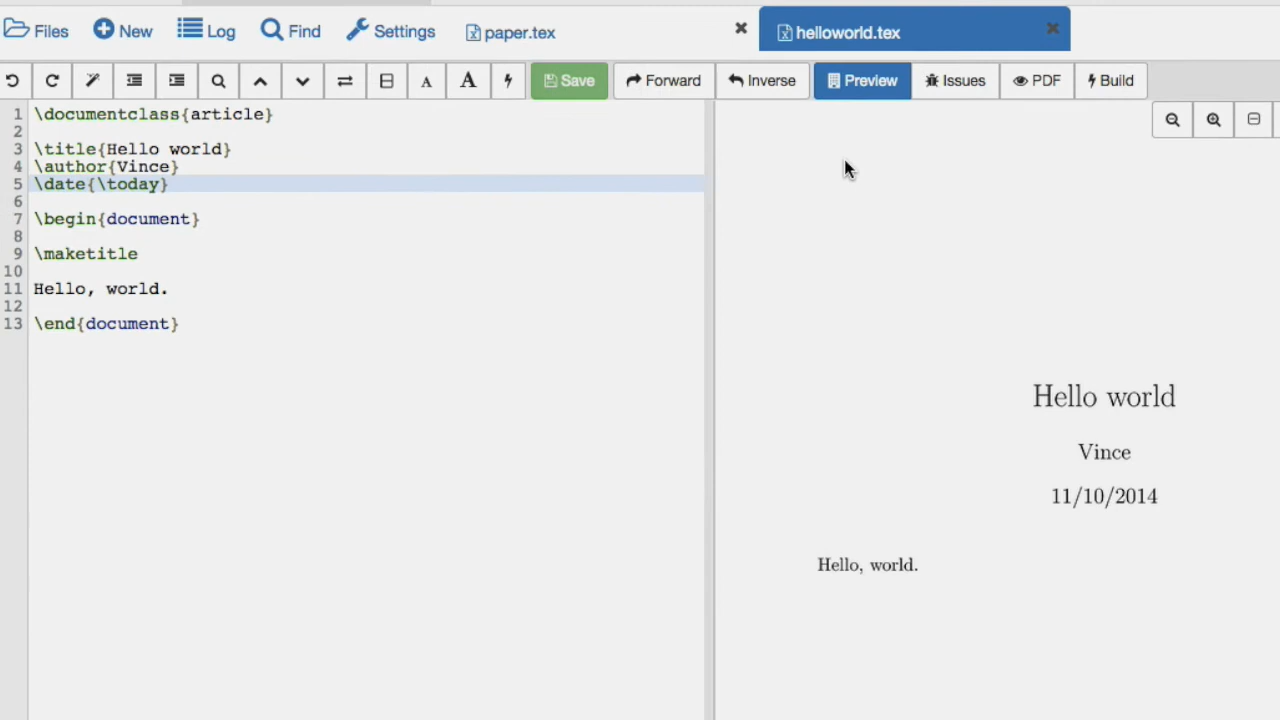 Files New Log Find Settings paper.tex helloworld.tex
A A Save Forward Inverse Preview Issues PDF Build
1 \documentclass{article}
2
3 \title{Hello world}
4 \author{Vince}
5 \date{\today}
6
7 \begin{document}
8
9 \maketitle
10
11 Hello, world.
12
13 \end{document}
Hello world
Vince
11/10/2014
Hello, world.